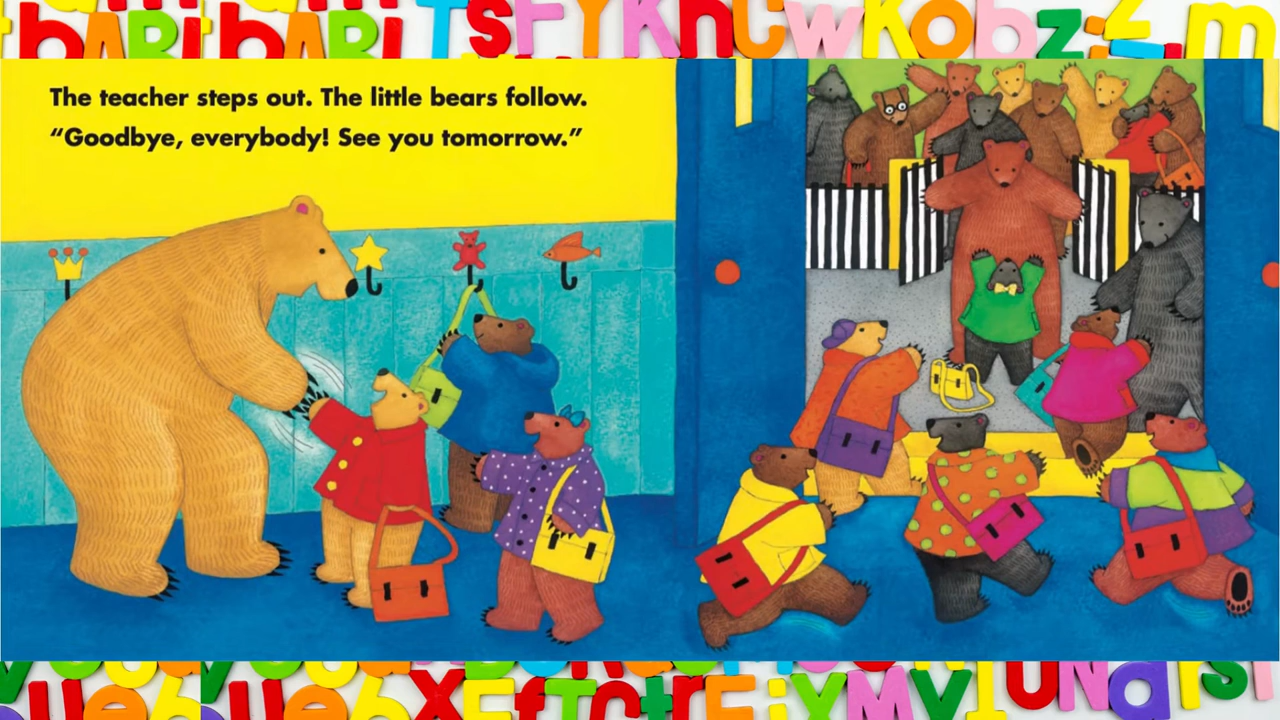 The teacher steps out. The little bears follow.
“Goodbye, everybody! See you tomorrow.”